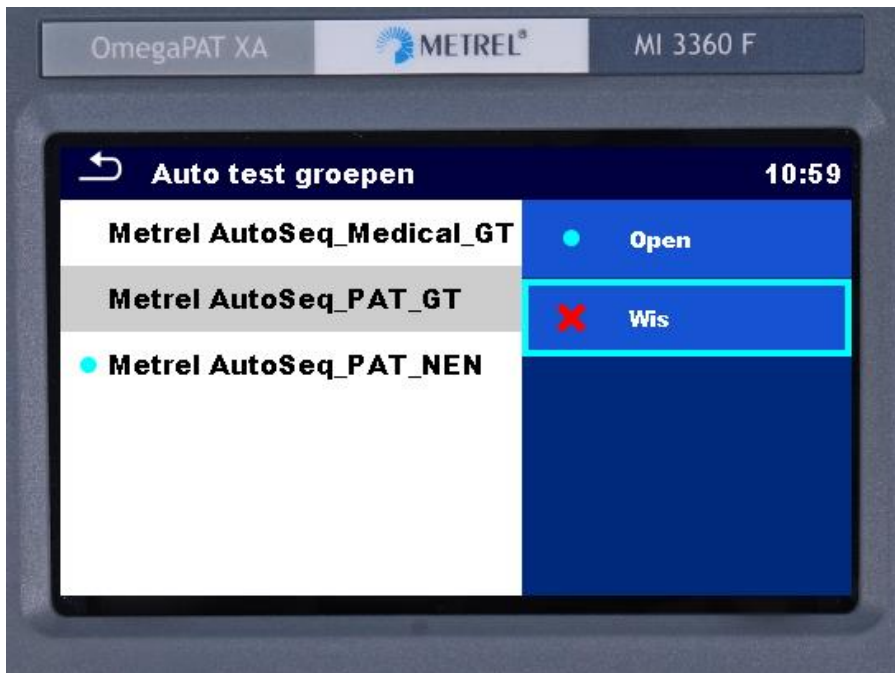 OmegaPAT XA METREL® MI 3360 F
Auto test groepen 10:59
Metrel AutoSeq_Medical_GT
Metrel AutoSeq_PAT_GT
Metrel AutoSeq_PAT_NEN
Open
Wis